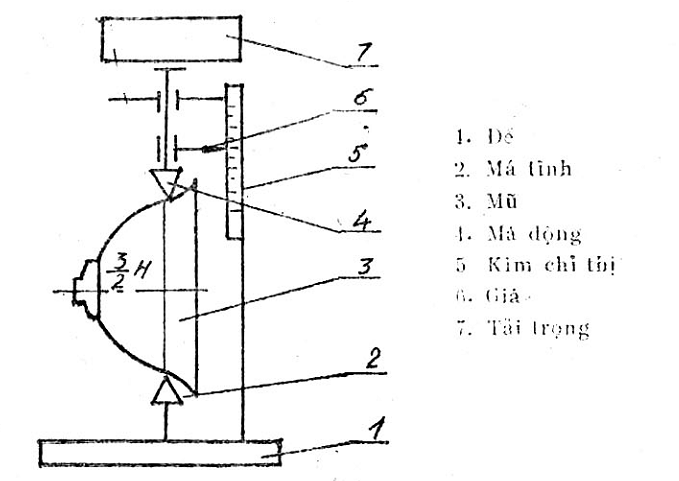 7
6
5
4
3
2
1
3/2 H
1. Đế
2. Má tĩnh
3. Mũ
4. Má động
5 Kim chỉ thị
6. Giá
7. Tải trọng